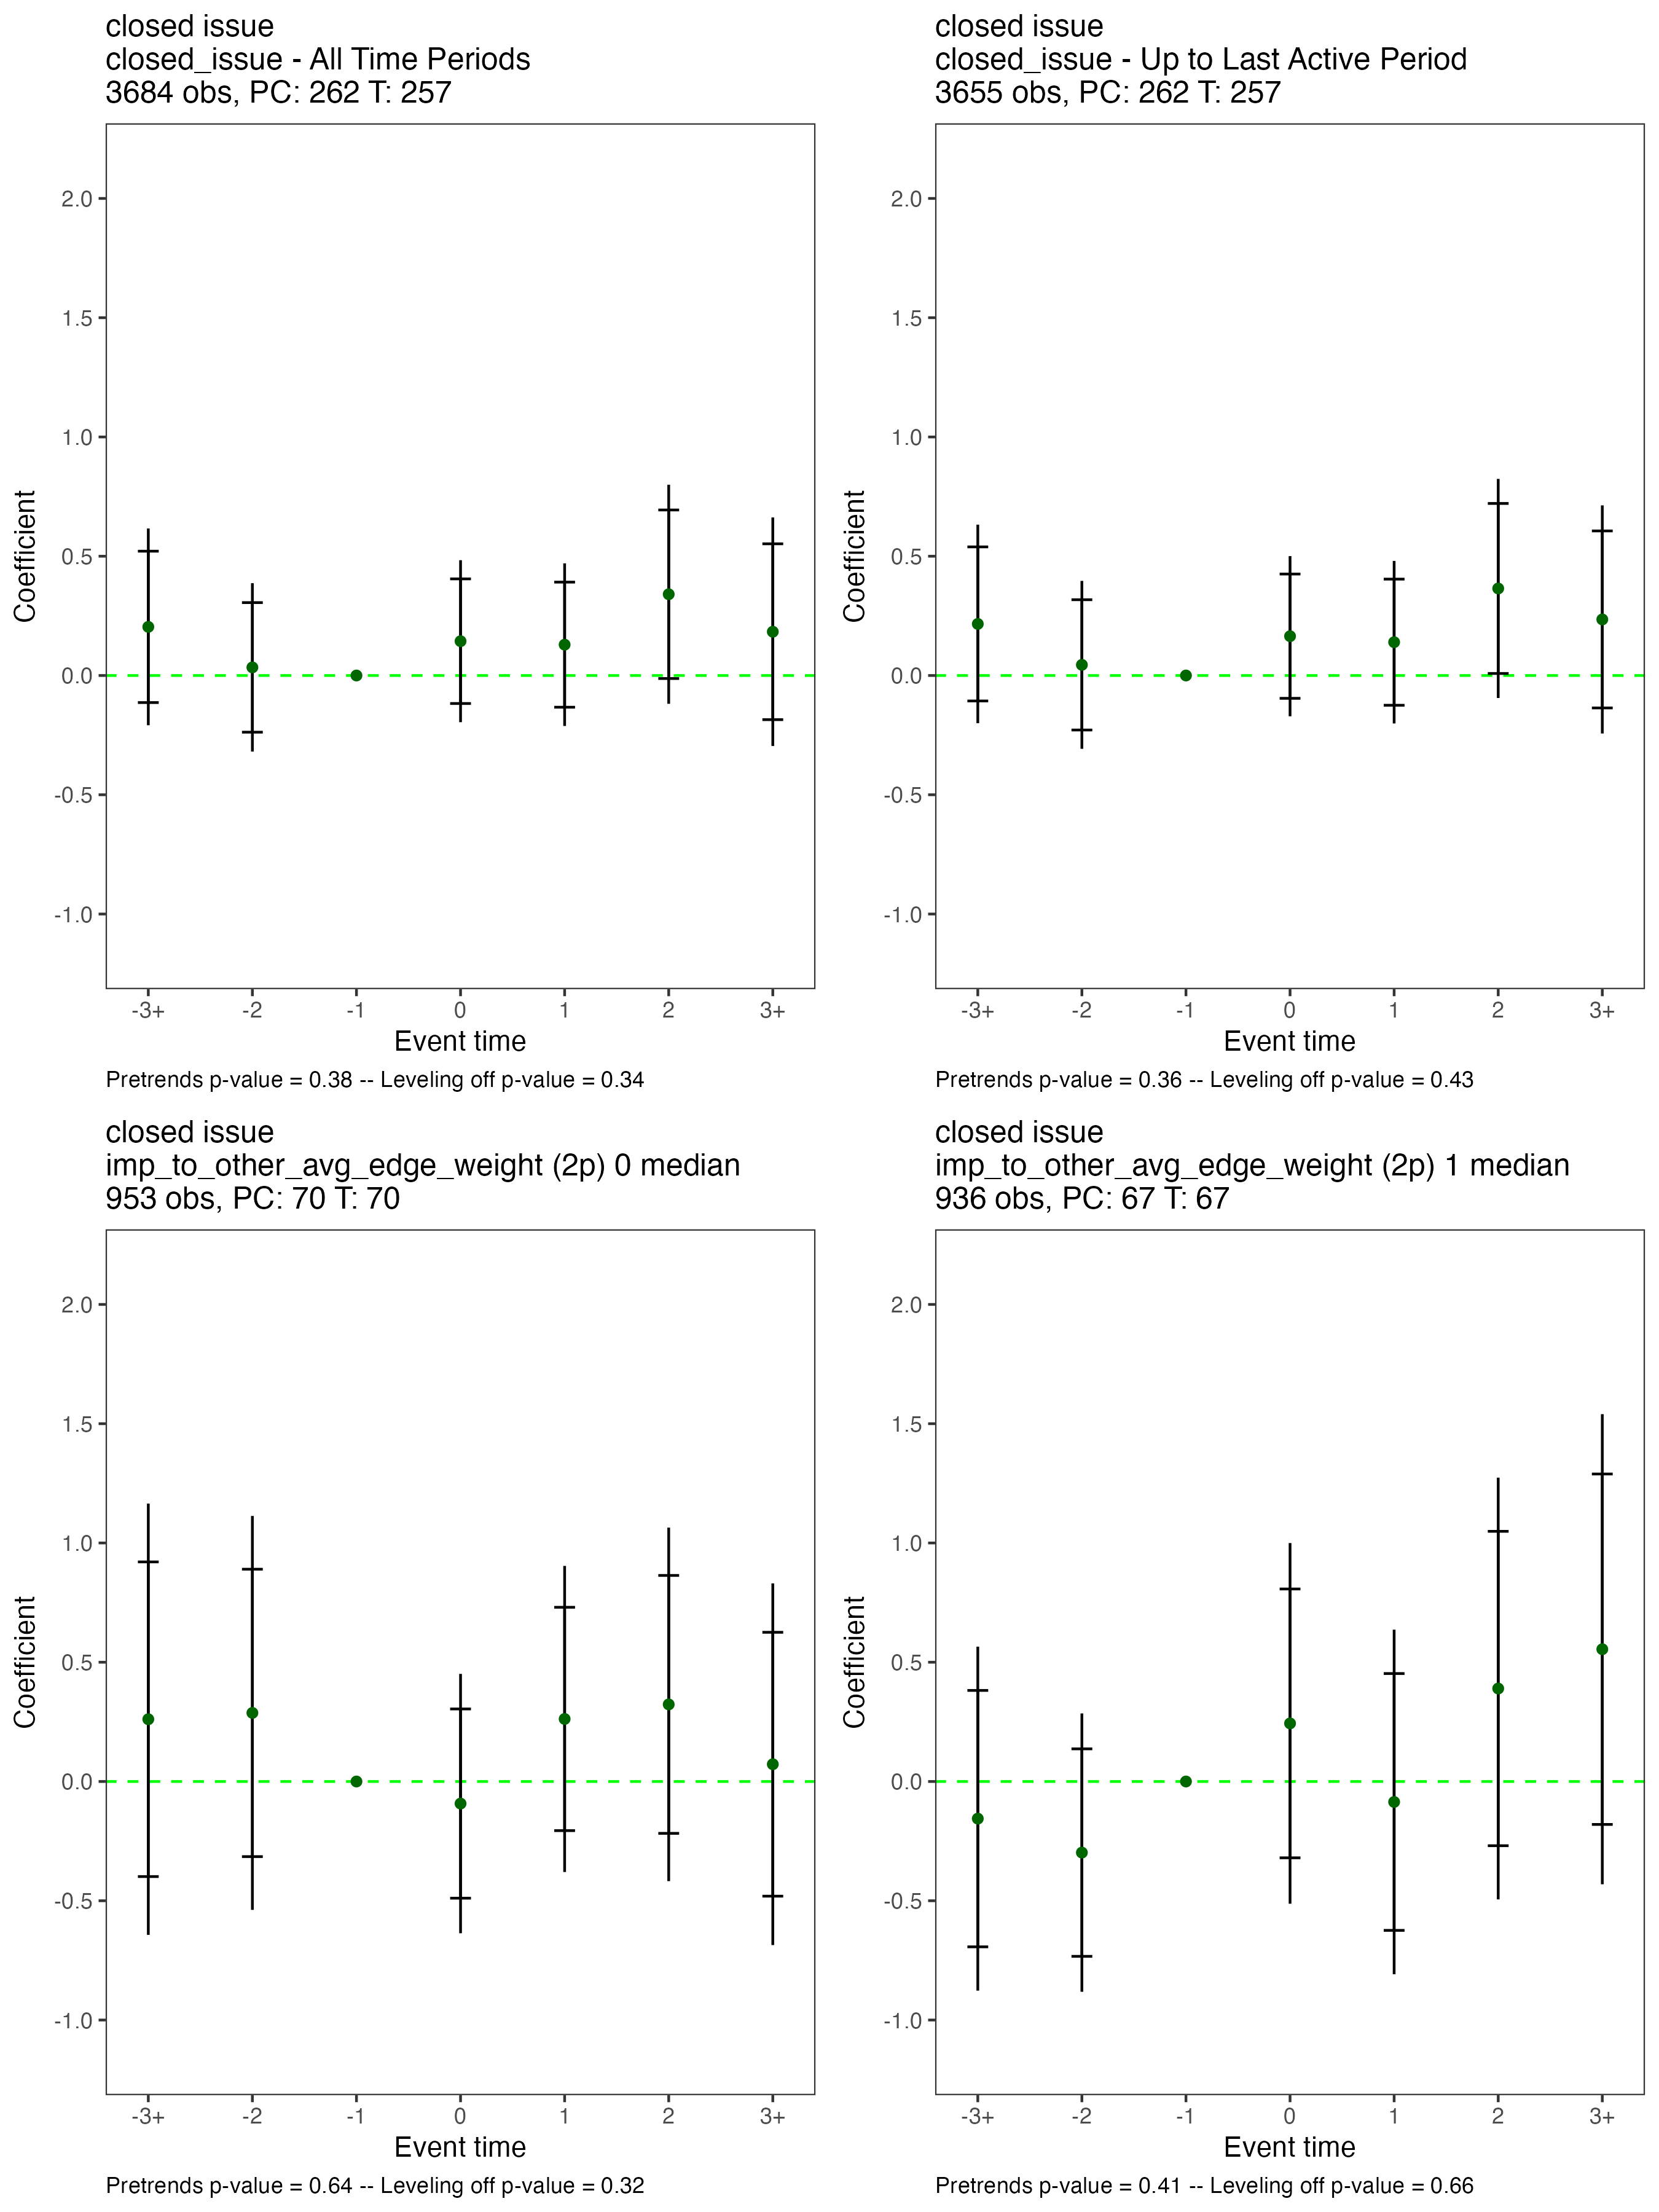 closed issue
closed_issue - All Time Periods
3684 obs, PC: 262 T: 257
2.0
1.5
1.0
0.5
0.0
-0.5
-1.0
Coefficient
-3+ -2 -1 0 1 2 3+
Event time
Pretrends p-value = 0.38 -- Leveling off p-value = 0.34
closed issue
closed_issue - Up to Last Active Period
3655 obs, PC: 262 T: 257
2.0
1.5
1.0
0.5
0.0
-0.5
-1.0
Coefficient
-3+ -2 -1 0 1 2 3+
Event time
Pretrends p-value = 0.36 -- Leveling off p-value = 0.43
closed issue
imp_to_other_avg_edge_weight (2p) 0 median
953 obs, PC: 70 T: 70
2.0
1.5
1.0
0.5
0.0
-0.5
-1.0
Coefficient
-3+ -2 -1 0 1 2 3+
Event time
Pretrends p-value = 0.64 -- Leveling off p-value = 0.32
closed issue
imp_to_other_avg_edge_weight (2p) 1 median
936 obs, PC: 67 T: 67
2.0
1.5
1.0
0.5
0.0
-0.5
-1.0
Coefficient
-3+ -2 -1 0 1 2 3+
Event time
Pretrends p-value = 0.41 -- Leveling off p-value = 0.66